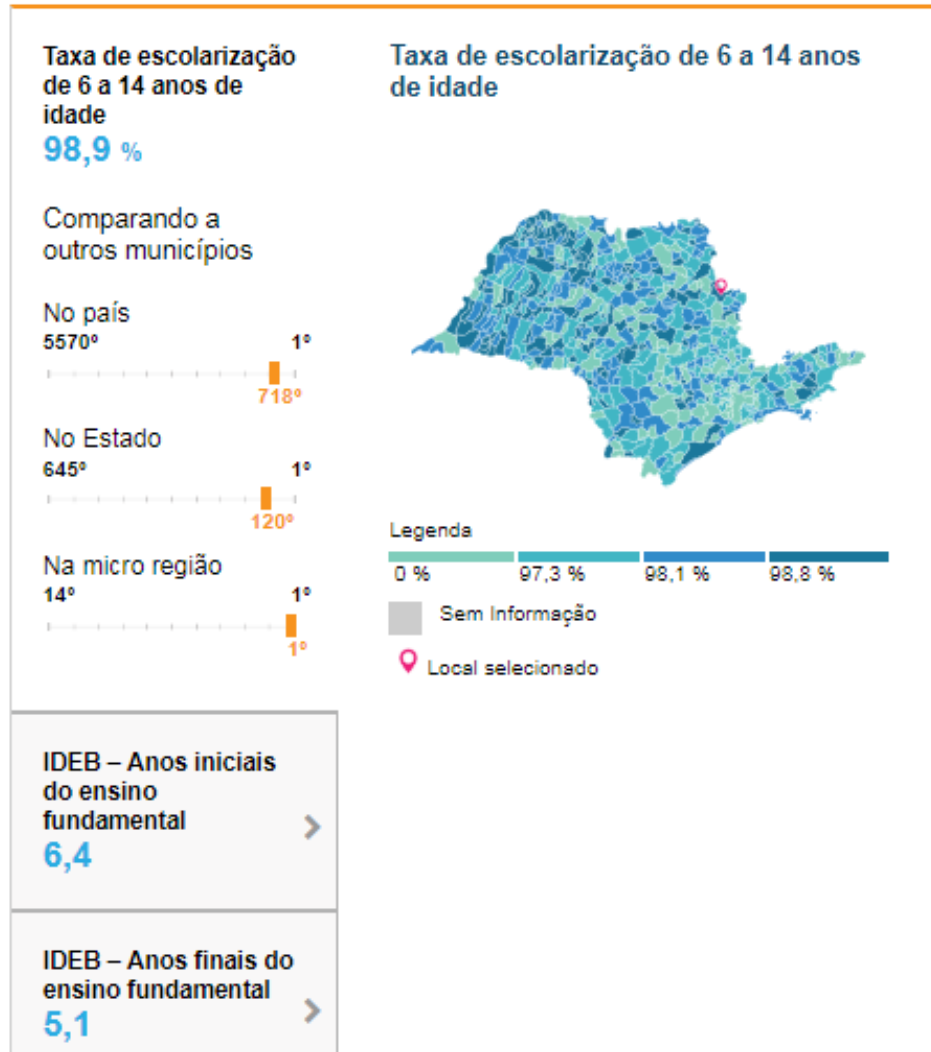 Taxa de escolarização
de 6 a 14 anos de
idade
98,9 %
Comparando a
outros municípios
No país
5570º 1º
718º
No Estado
645º 1º
120º
Na micro região
14º 1º
1º
IDEB – Anos iniciais
do ensino
fundamental
6,4
IDEB – Anos finais do
ensino fundamental
5,1
Taxa de escolarização de 6 a 14 anos
de idade
Legenda
0 % 97,3 % 98,1 % 98,8 %
Sem Informação
Local selecionado